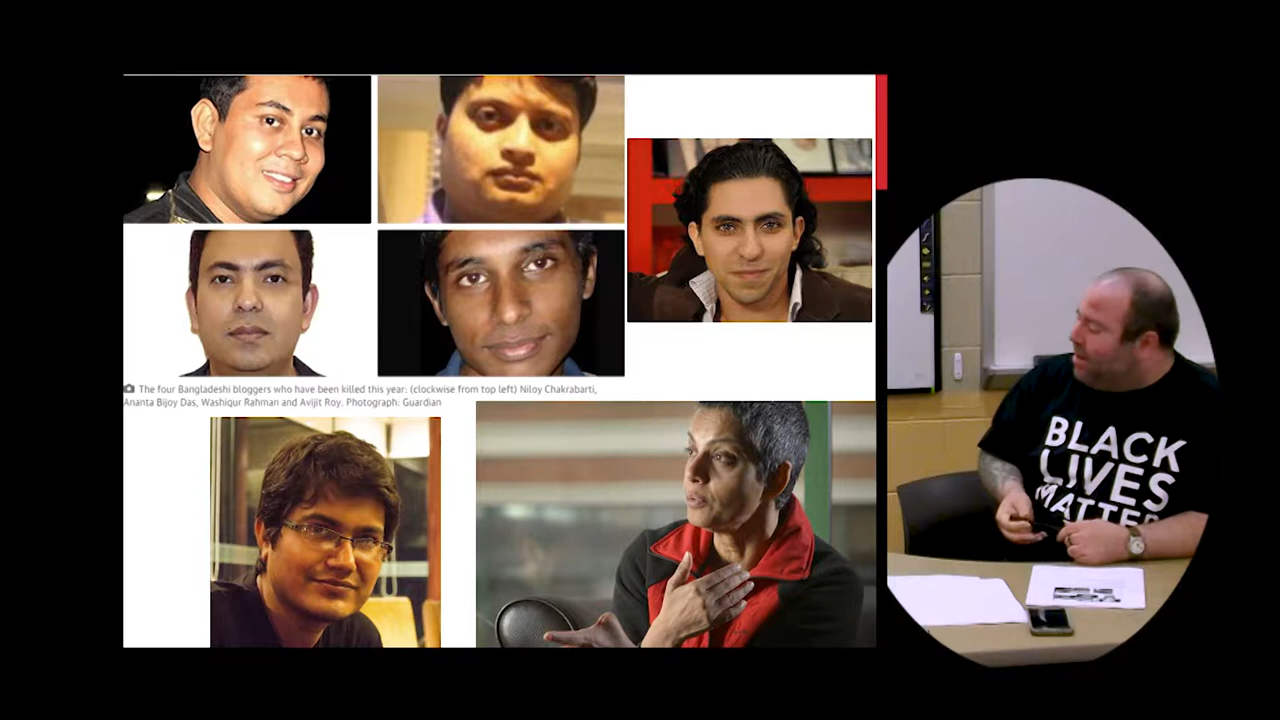 The four Bangladeshi bloggers who have been killed this year: (clockwise from top left) Niloy Chakrabarti,
Ananta Bijoy Das, Washiqur Rahman and Avijit Roy. Photograph: Guardian
BLACK
LIVES
MATTER